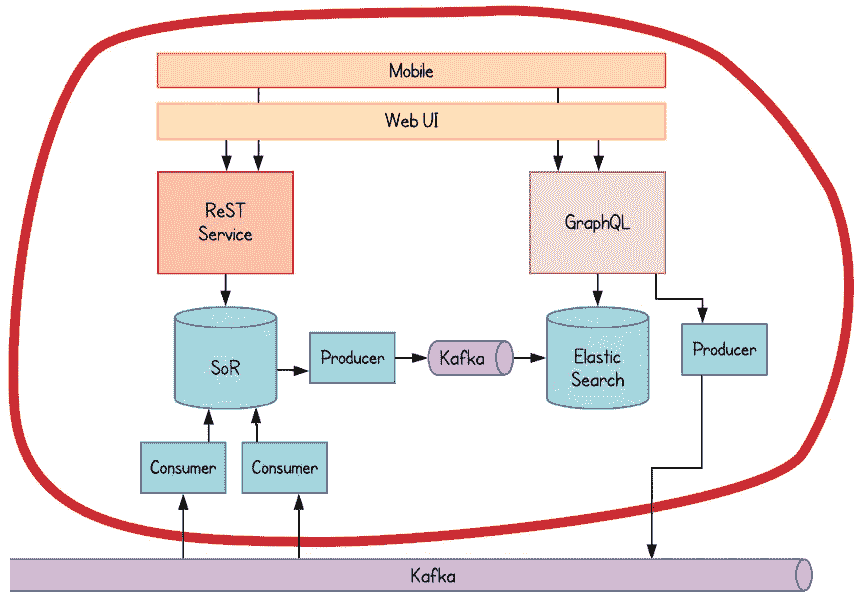 Mobile
Web UI
ReST
Service
GraphQL
SoR
Producer
Kafka
Elastic
Search
Producer
Consumer
Consumer
Kafka